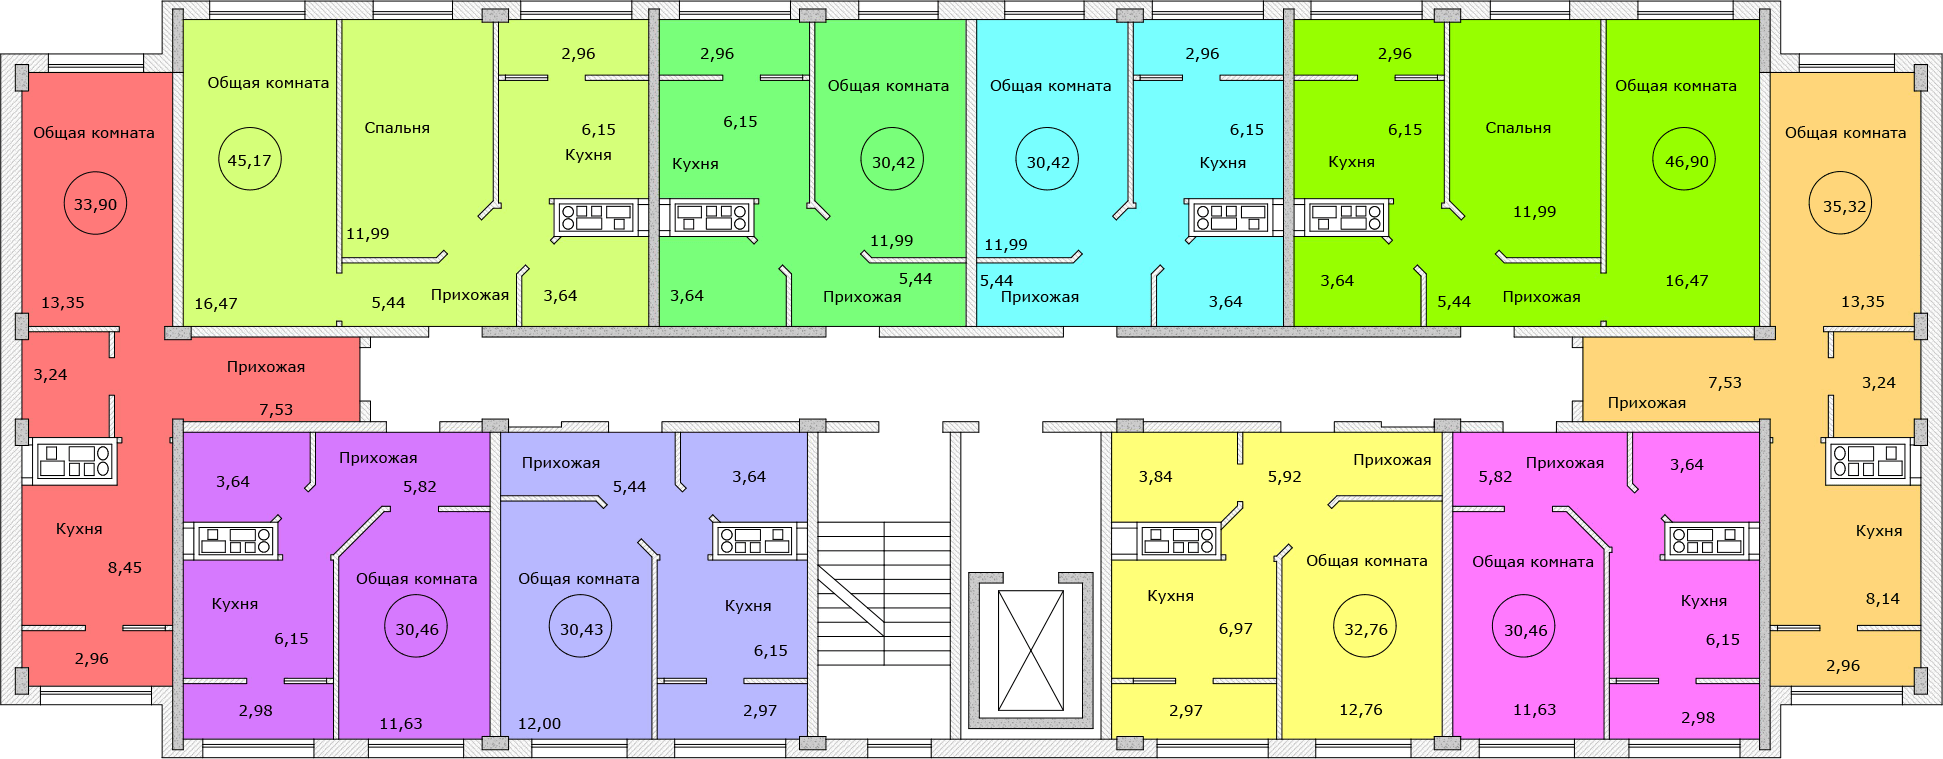 Общая комната
33,90
13,35
3,24
Прихожая
7,53
Кухня
8,45
2,96
Общая комната
45,17
16,47
Спальня
11,99
5,44
Прихожая
2,96
6,15
Кухня
3,64
2,96
6,15
Кухня
3,64
Общая комната
30,42
11,99
5,44
Прихожая
Общая комната
30,42
11,99
5,44
Прихожая
2,96
6,15
Кухня
3,64
2,96
6,15
Кухня
3,64
Спальня
11,99
5,44
Прихожая
Общая комната
46,90
16,47
Общая комната
35,32
13,35
7,53
Прихожая
3,24
Кухня
8,14
2,96
3,64
Прихожая
5,82
Кухня
6,15
2,98
Общая комната
30,46
11,63
Прихожая
5,44
3,64
Общая комната
30,43
12,00
Кухня
6,15
2,97
3,84
5,92
Прихожая
Кухня
6,97
2,97
Общая комната
32,76
12,76
5,82
Прихожая
3,64
Общая комната
30,46
11,63
Кухня
6,15
2,98